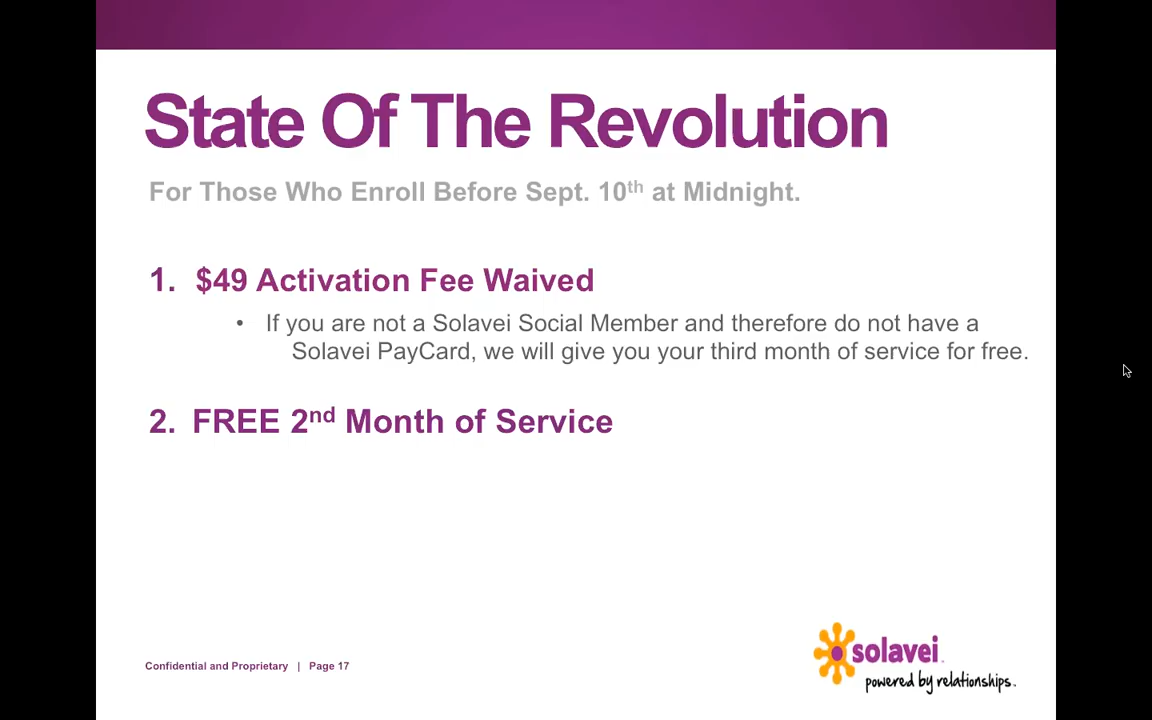 State Of The Revolution
For Those Who Enroll Before Sept. 10th at Midnight.
1. $49 Activation Fee Waived
• If you are not a Solavei Social Member and therefore do not have a
Solavei PayCard, we will give you your third month of service for free.
2. FREE 2nd Month of Service
Confidential and Proprietary | Page 17
solavei
powered by relationships.